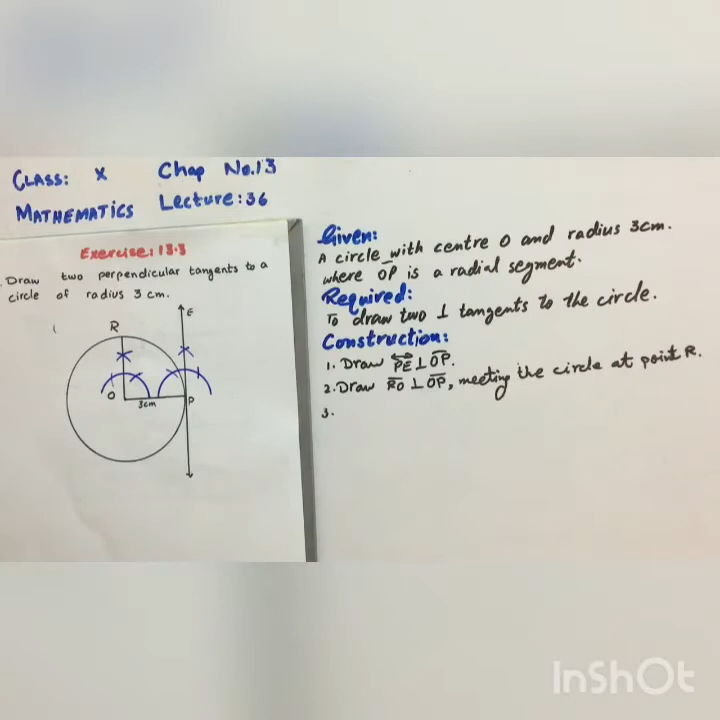 CLASS: X Chap No.13
MATHEMATICS Lecture:36
Exercise:13.3
Draw two perpendicular tangents to a
circle of radius 3 cm.
E
R
O
3cm
P
Given:
A circle with centre O and radius 3cm.
where OP is a radial segment.
Required:
To draw two ⊥ tangents to the circle.
Construction:
1. Draw PE ⊥ OP.
2. Draw RO ⊥ OP, meeting the circle at point R.
3.
InShOt